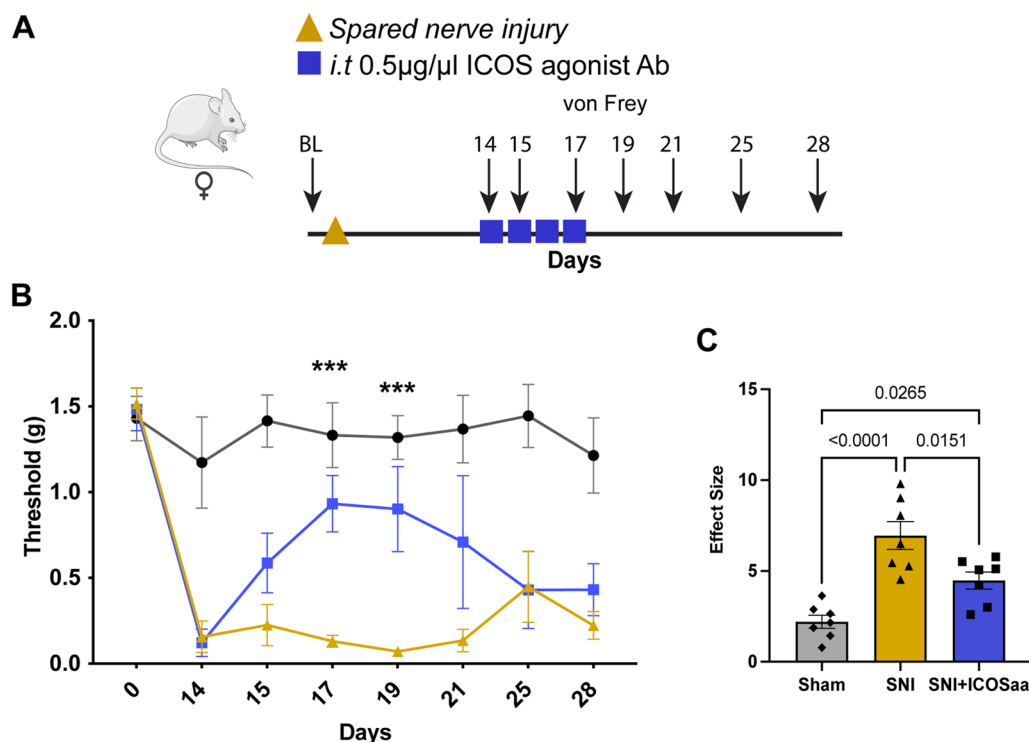 A
Spared nerve injury
i.t 0.5µg/µl ICOS agonist Ab
von Frey
BL 14 15 17 19 21 25 28
♀
Days
B
2.0
1.5
1.0
0.5
0.0
Threshold (g)
*** ***
0 14 15 17 19 21 25 28
Days
C
15
10
5
0
Effect Size
0.0265
<0.0001 0.0151
Sham SNI SNI+ICOSaa